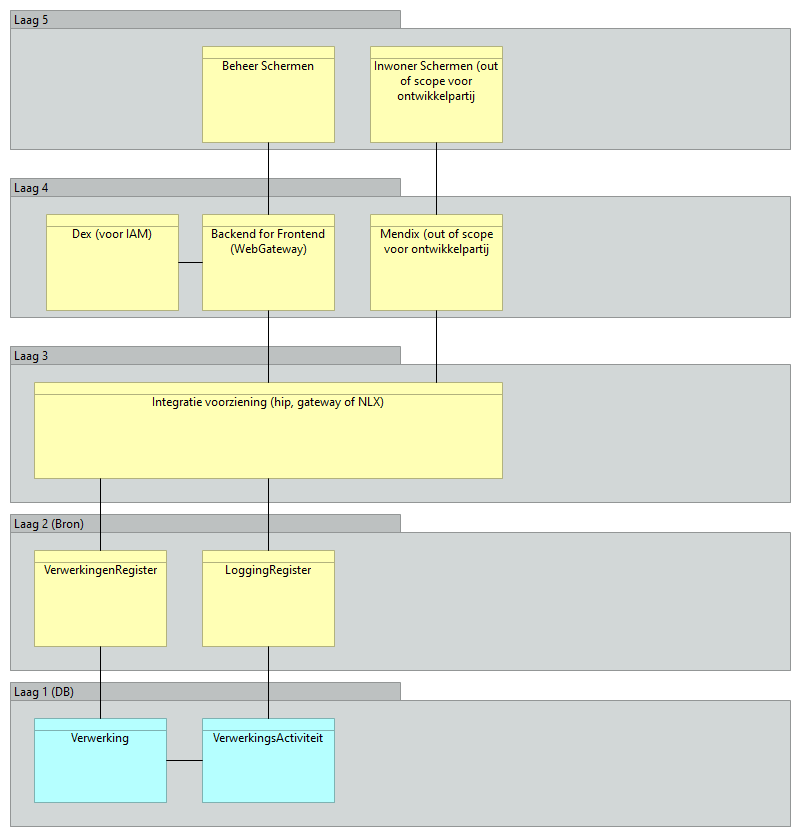 Laag 5
Beheer Schermen
Inwoner Schermen (out
of scope voor
ontwikkelpartij
Laag 4
Dex (voor IAM)
Backend for Frontend
(WebGateway)
Mendix (out of scope
voor ontwikkelpartij
Laag 3
Integratie voorziening (hip, gateway of NLX)
Laag 2 (Bron)
VerwerkingenRegister
LoggingRegister
Laag 1 (DB)
Verwerking
VerwerkingsActiviteit